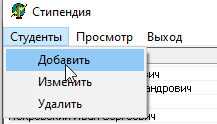 Стипендия
Студенты Просмотр Выход
Добавить
Изменить
Удалить